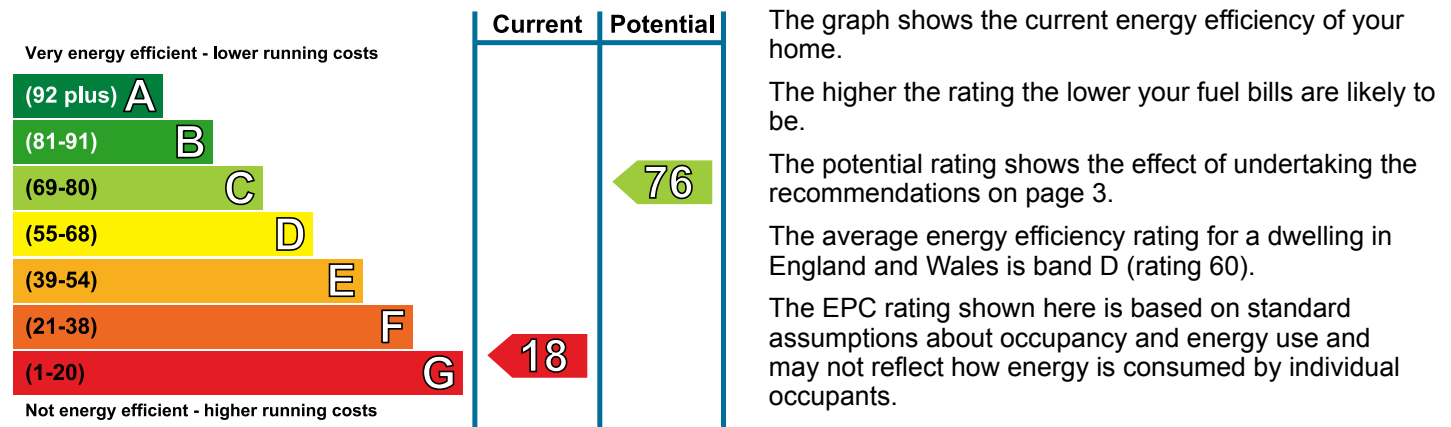 Current Potential
Very energy efficient - lower running costs
(92 plus) A
(81-91) B
(69-80) C
76
(55-68) D
(39-54) E
(21-38) F
18
(1-20) G
Not energy efficient - higher running costs
The graph shows the current energy efficiency of your
home.
The higher the rating the lower your fuel bills are likely to
be.
The potential rating shows the effect of undertaking the
recommendations on page 3.
The average energy efficiency rating for a dwelling in
England and Wales is band D (rating 60).
The EPC rating shown here is based on standard
assumptions about occupancy and energy use and
may not reflect how energy is consumed by individual
occupants.